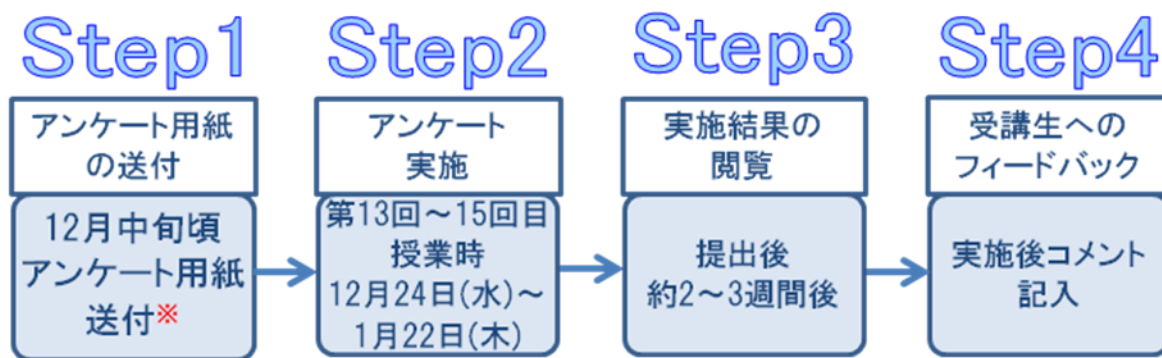 Step1
アンケート用紙
の送付
12月中旬頃
アンケート用紙
送付※
Step2
アンケート
実施
第13回～15回目
授業時
12月24日(水)～
1月22日(木)
Step3
実施結果の
閲覧
提出後
約2～3週間後
Step4
受講生への
フィードバック
実施後コメント
記入